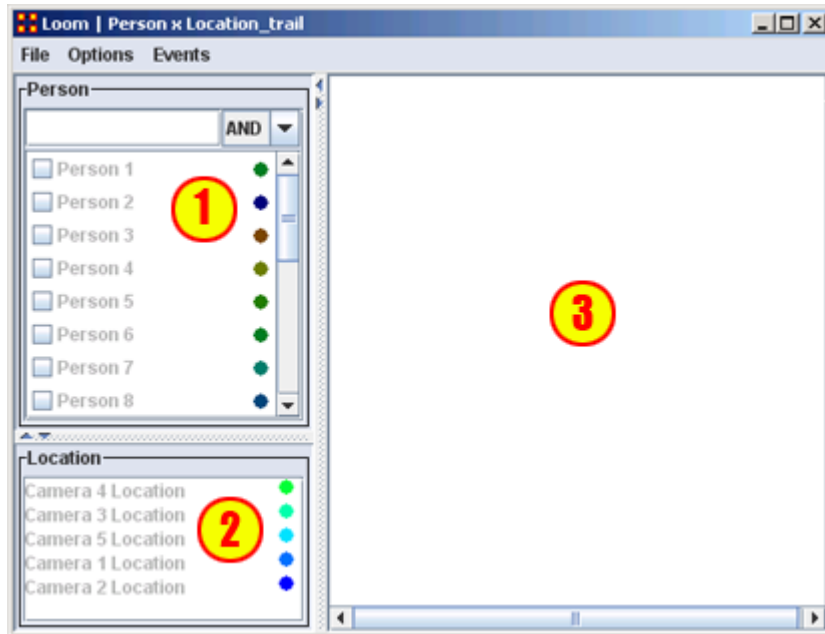 Loom | Person x Location_trail
File Options Events
Person
AND
Person 1
Person 2
Person 3
Person 4
Person 5
Person 6
Person 7
Person 8
1
Location
Camera 4 Location
Camera 3 Location
Camera 5 Location
Camera 1 Location
Camera 2 Location
2
3